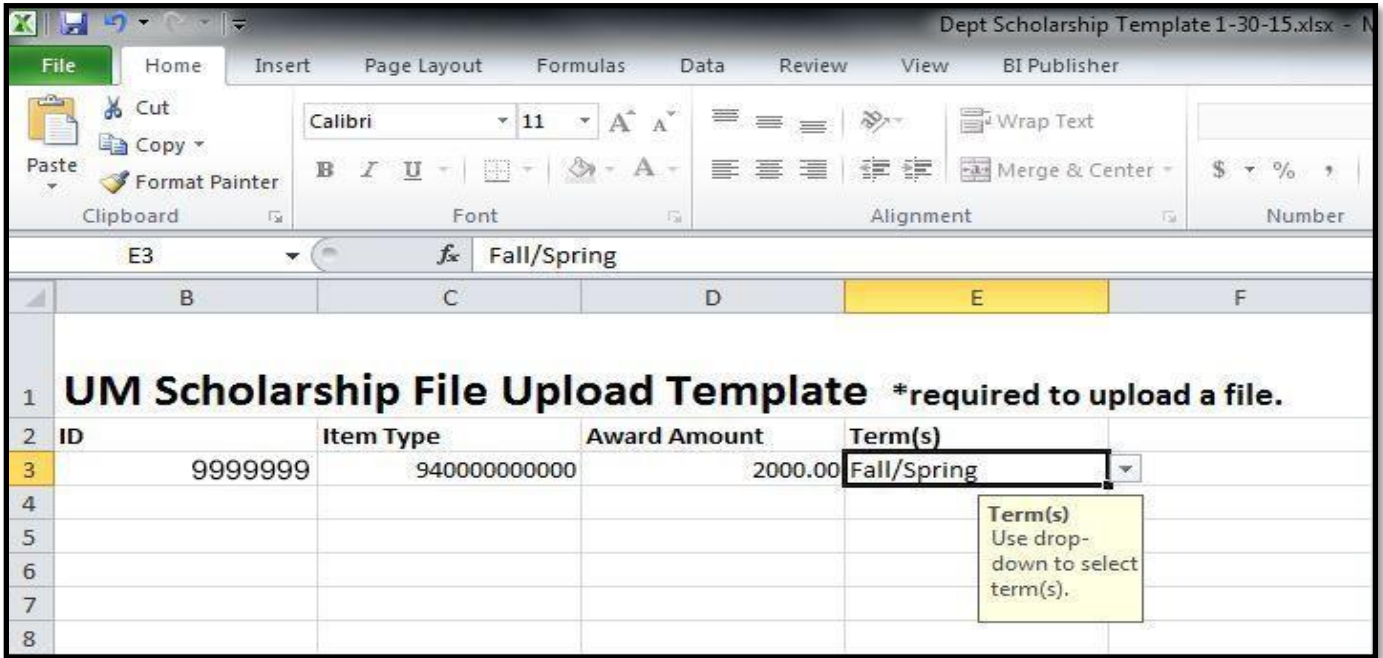 Dept Scholarship Template 1-30-15.xlsx -
File Home Insert Page Layout Formulas Data Review View BI Publisher
Paste
Cut
Copy
Format Painter
Clipboard
Calibri 11 A A
B I U A
Font
Wrap Text
Merge & Center
Alignment
$ % ,
Number
E3 fx Fall/Spring
B C D E F
1 UM Scholarship File Upload Template *required to upload a file.
2 ID Item Type Award Amount Term(s)
3 9999999 940000000000 2000.00 Fall/Spring
4
5
6
7
8
Term(s)
Use drop-
down to select
term(s).